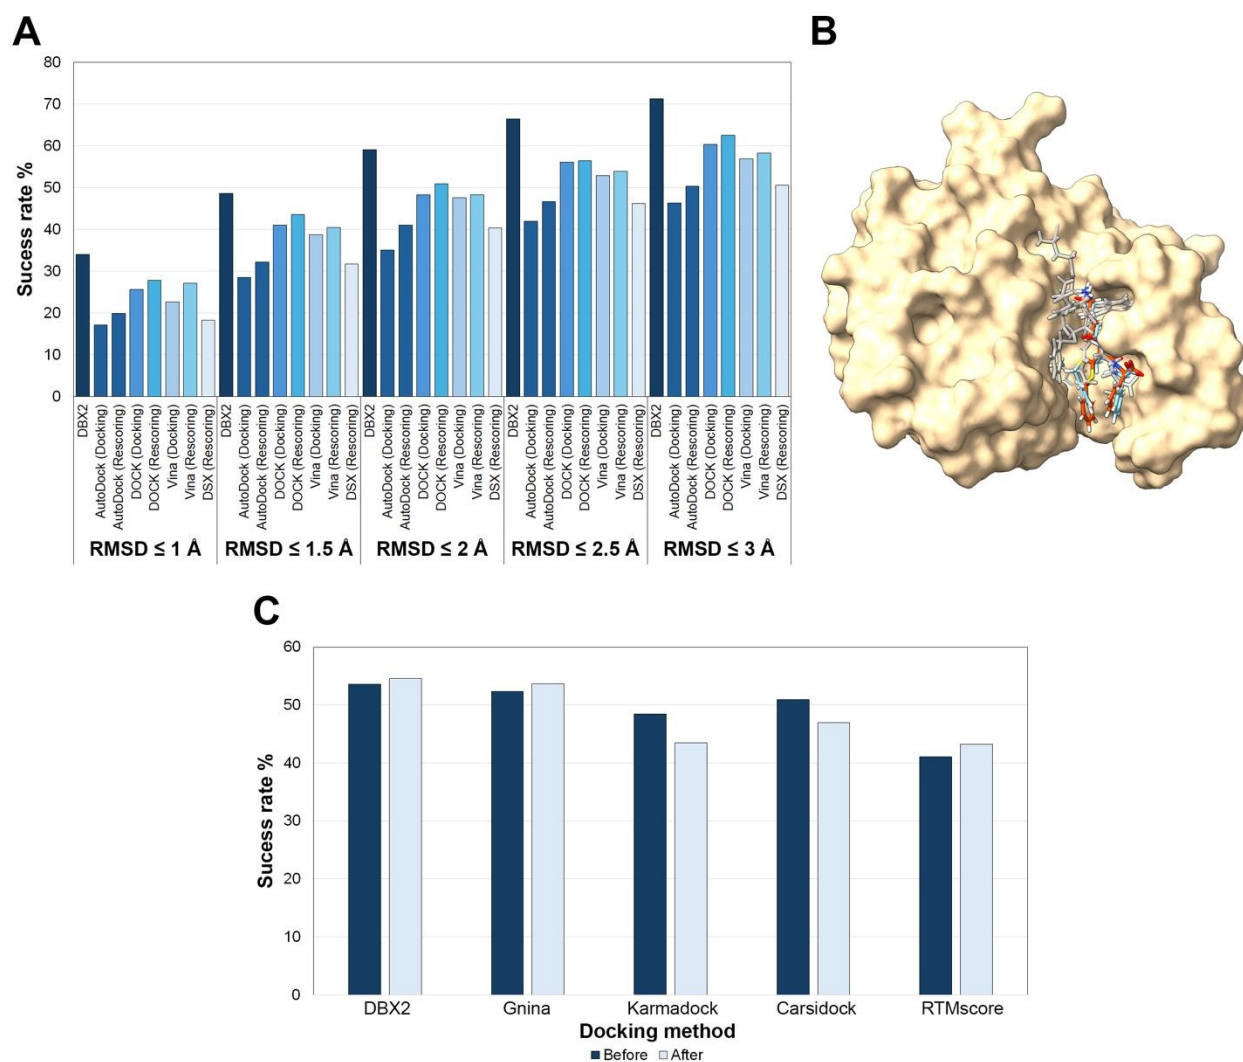 A
B
80
70
60
50
40
30
20
10
0
Sucess rate %
DBX2
AutoDock (Docking)
AutoDock (Rescoring)
DOCK (Docking)
DOCK (Rescoring)
Vina (Docking)
Vina (Rescoring)
DSX (Rescoring)
DBX2
AutoDock (Docking)
AutoDock (Rescoring)
DOCK (Docking)
DOCK (Rescoring)
Vina (Docking)
Vina (Rescoring)
DSX (Rescoring)
DBX2
AutoDock (Docking)
AutoDock (Rescoring)
DOCK (Docking)
DOCK (Rescoring)
Vina (Docking)
Vina (Rescoring)
DSX (Rescoring)
DBX2
AutoDock (Docking)
AutoDock (Rescoring)
DOCK (Docking)
DOCK (Rescoring)
Vina (Docking)
Vina (Rescoring)
DSX (Rescoring)
DBX2
AutoDock (Docking)
AutoDock (Rescoring)
DOCK (Docking)
DOCK (Rescoring)
Vina (Docking)
Vina (Rescoring)
DSX (Rescoring)
RMSD ≤ 1 Å
RMSD ≤ 1.5 Å
RMSD ≤ 2 Å
RMSD ≤ 2.5 Å
RMSD ≤ 3 Å
C
60
50
40
30
20
10
0
Sucess rate %
DBX2
Gnina
Karmadock
Carsidock
RTMscore
Docking method
Before
After